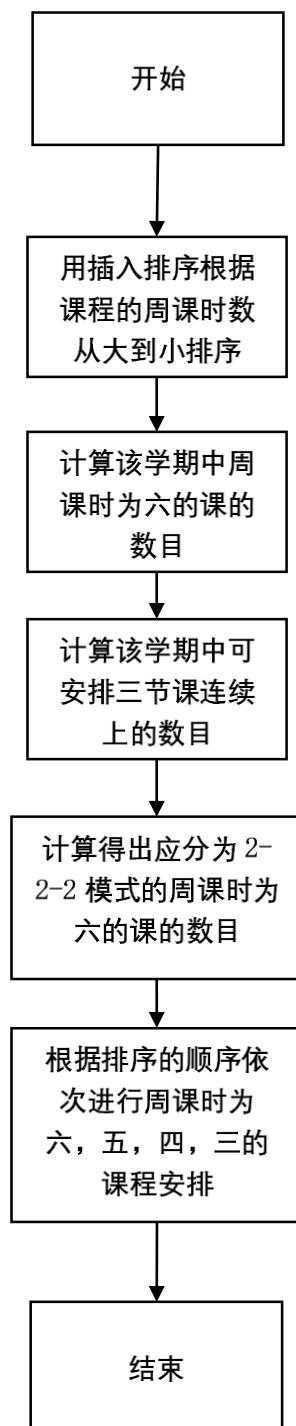 开始
用插入排序根据
课程的周课时数
从大到小排序
计算该学期中周
课时为六的课的
数目
计算该学期中可
安排三节课连续
上的数目
计算得出应分为 2-
2-2 模式的周课时为
六的课的数目
根据排序的顺序依
次进行周课时为
六，五，四，三的
课程安排
结束